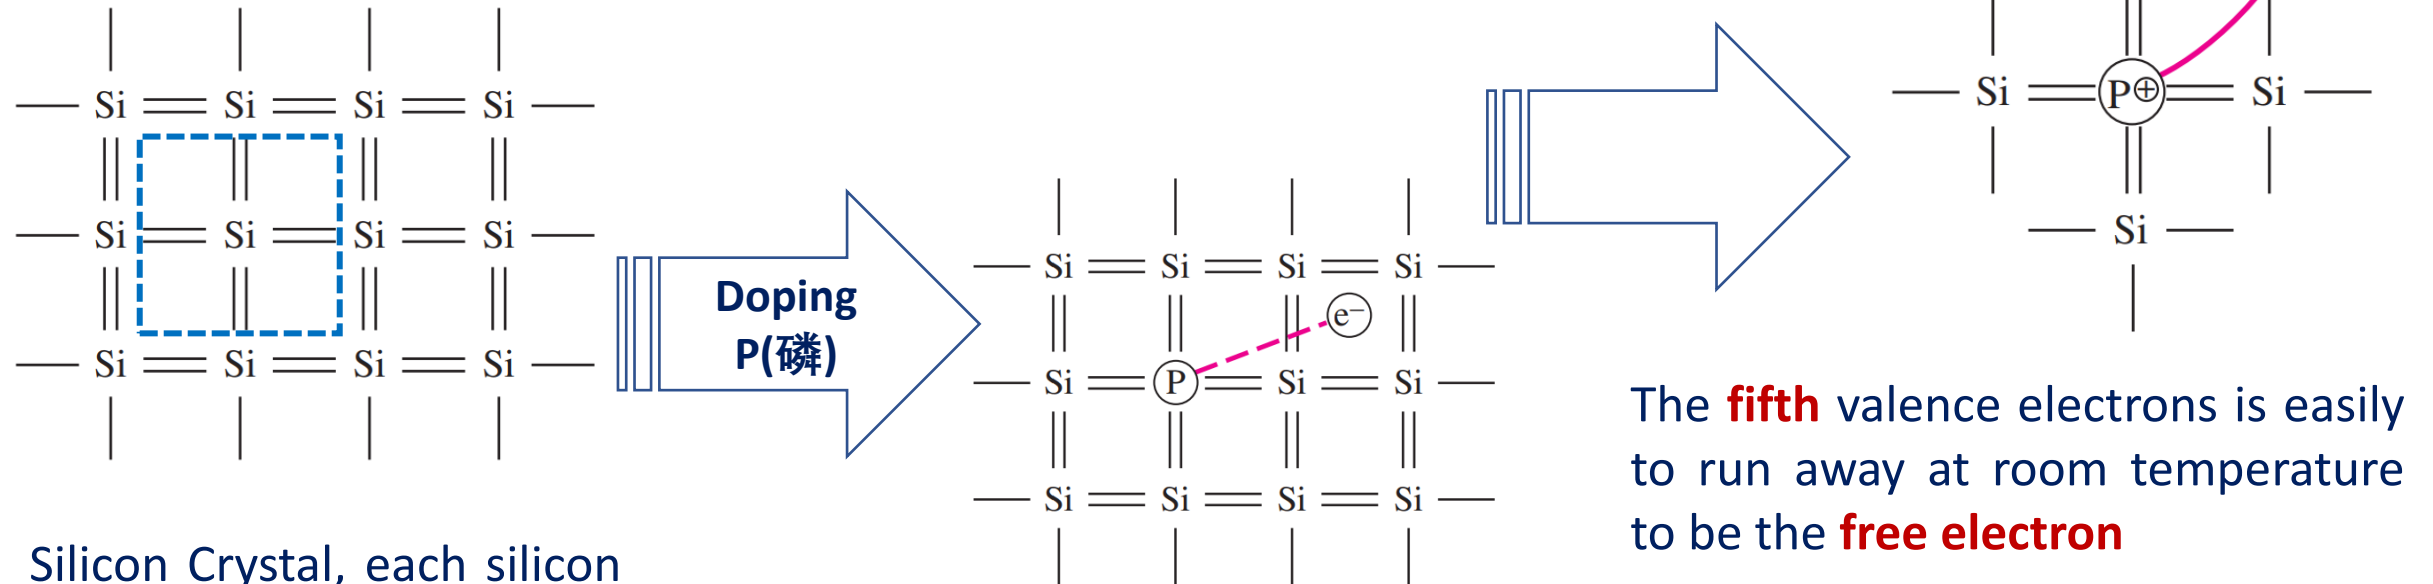 Si Si Si Si
Si Si Si Si
Si Si Si Si
Silicon Crystal, each silicon
Doping
P(磷)
Si Si Si Si
e⁻
Si P Si Si
Si Si Si Si
Si P⊕ Si
Si
The fifth valence electrons is easily
to run away at room temperature
to be the free electron